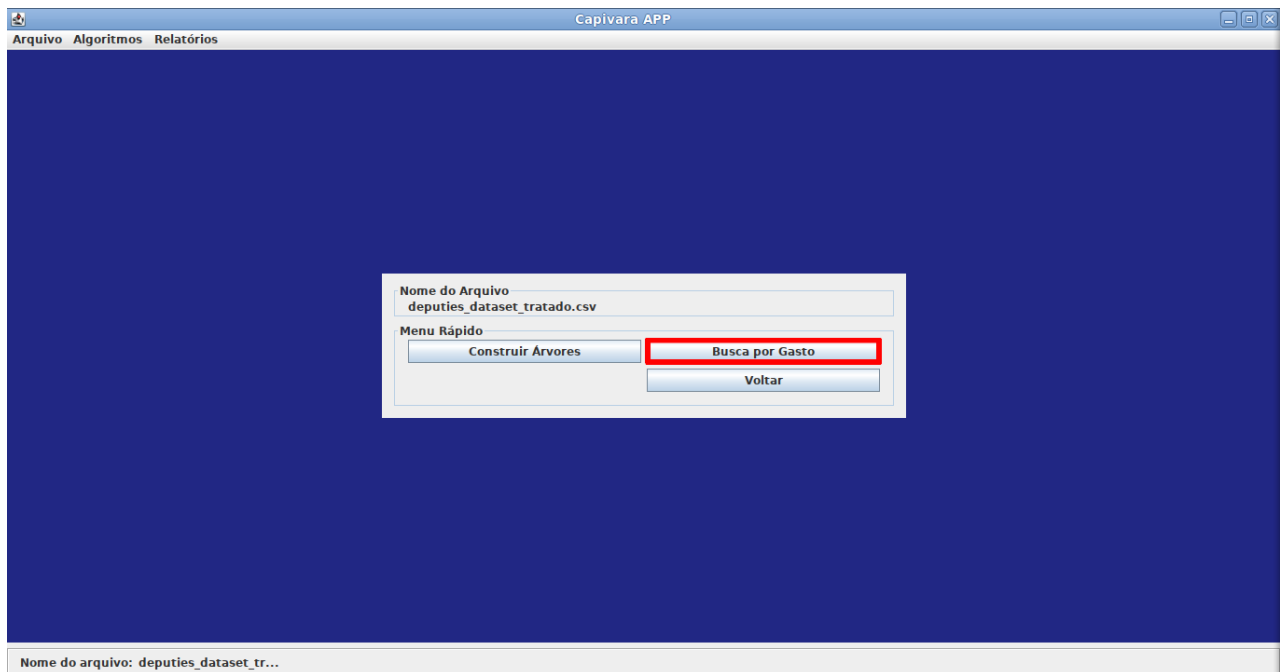 Capivara APP
Arquivo Algoritmos Relatórios
Nome do Arquivo
deputies_dataset_tratado.csv
Menu Rápido
Construir Árvores Busca por Gasto
Voltar
Nome do arquivo: deputies_dataset_tr...